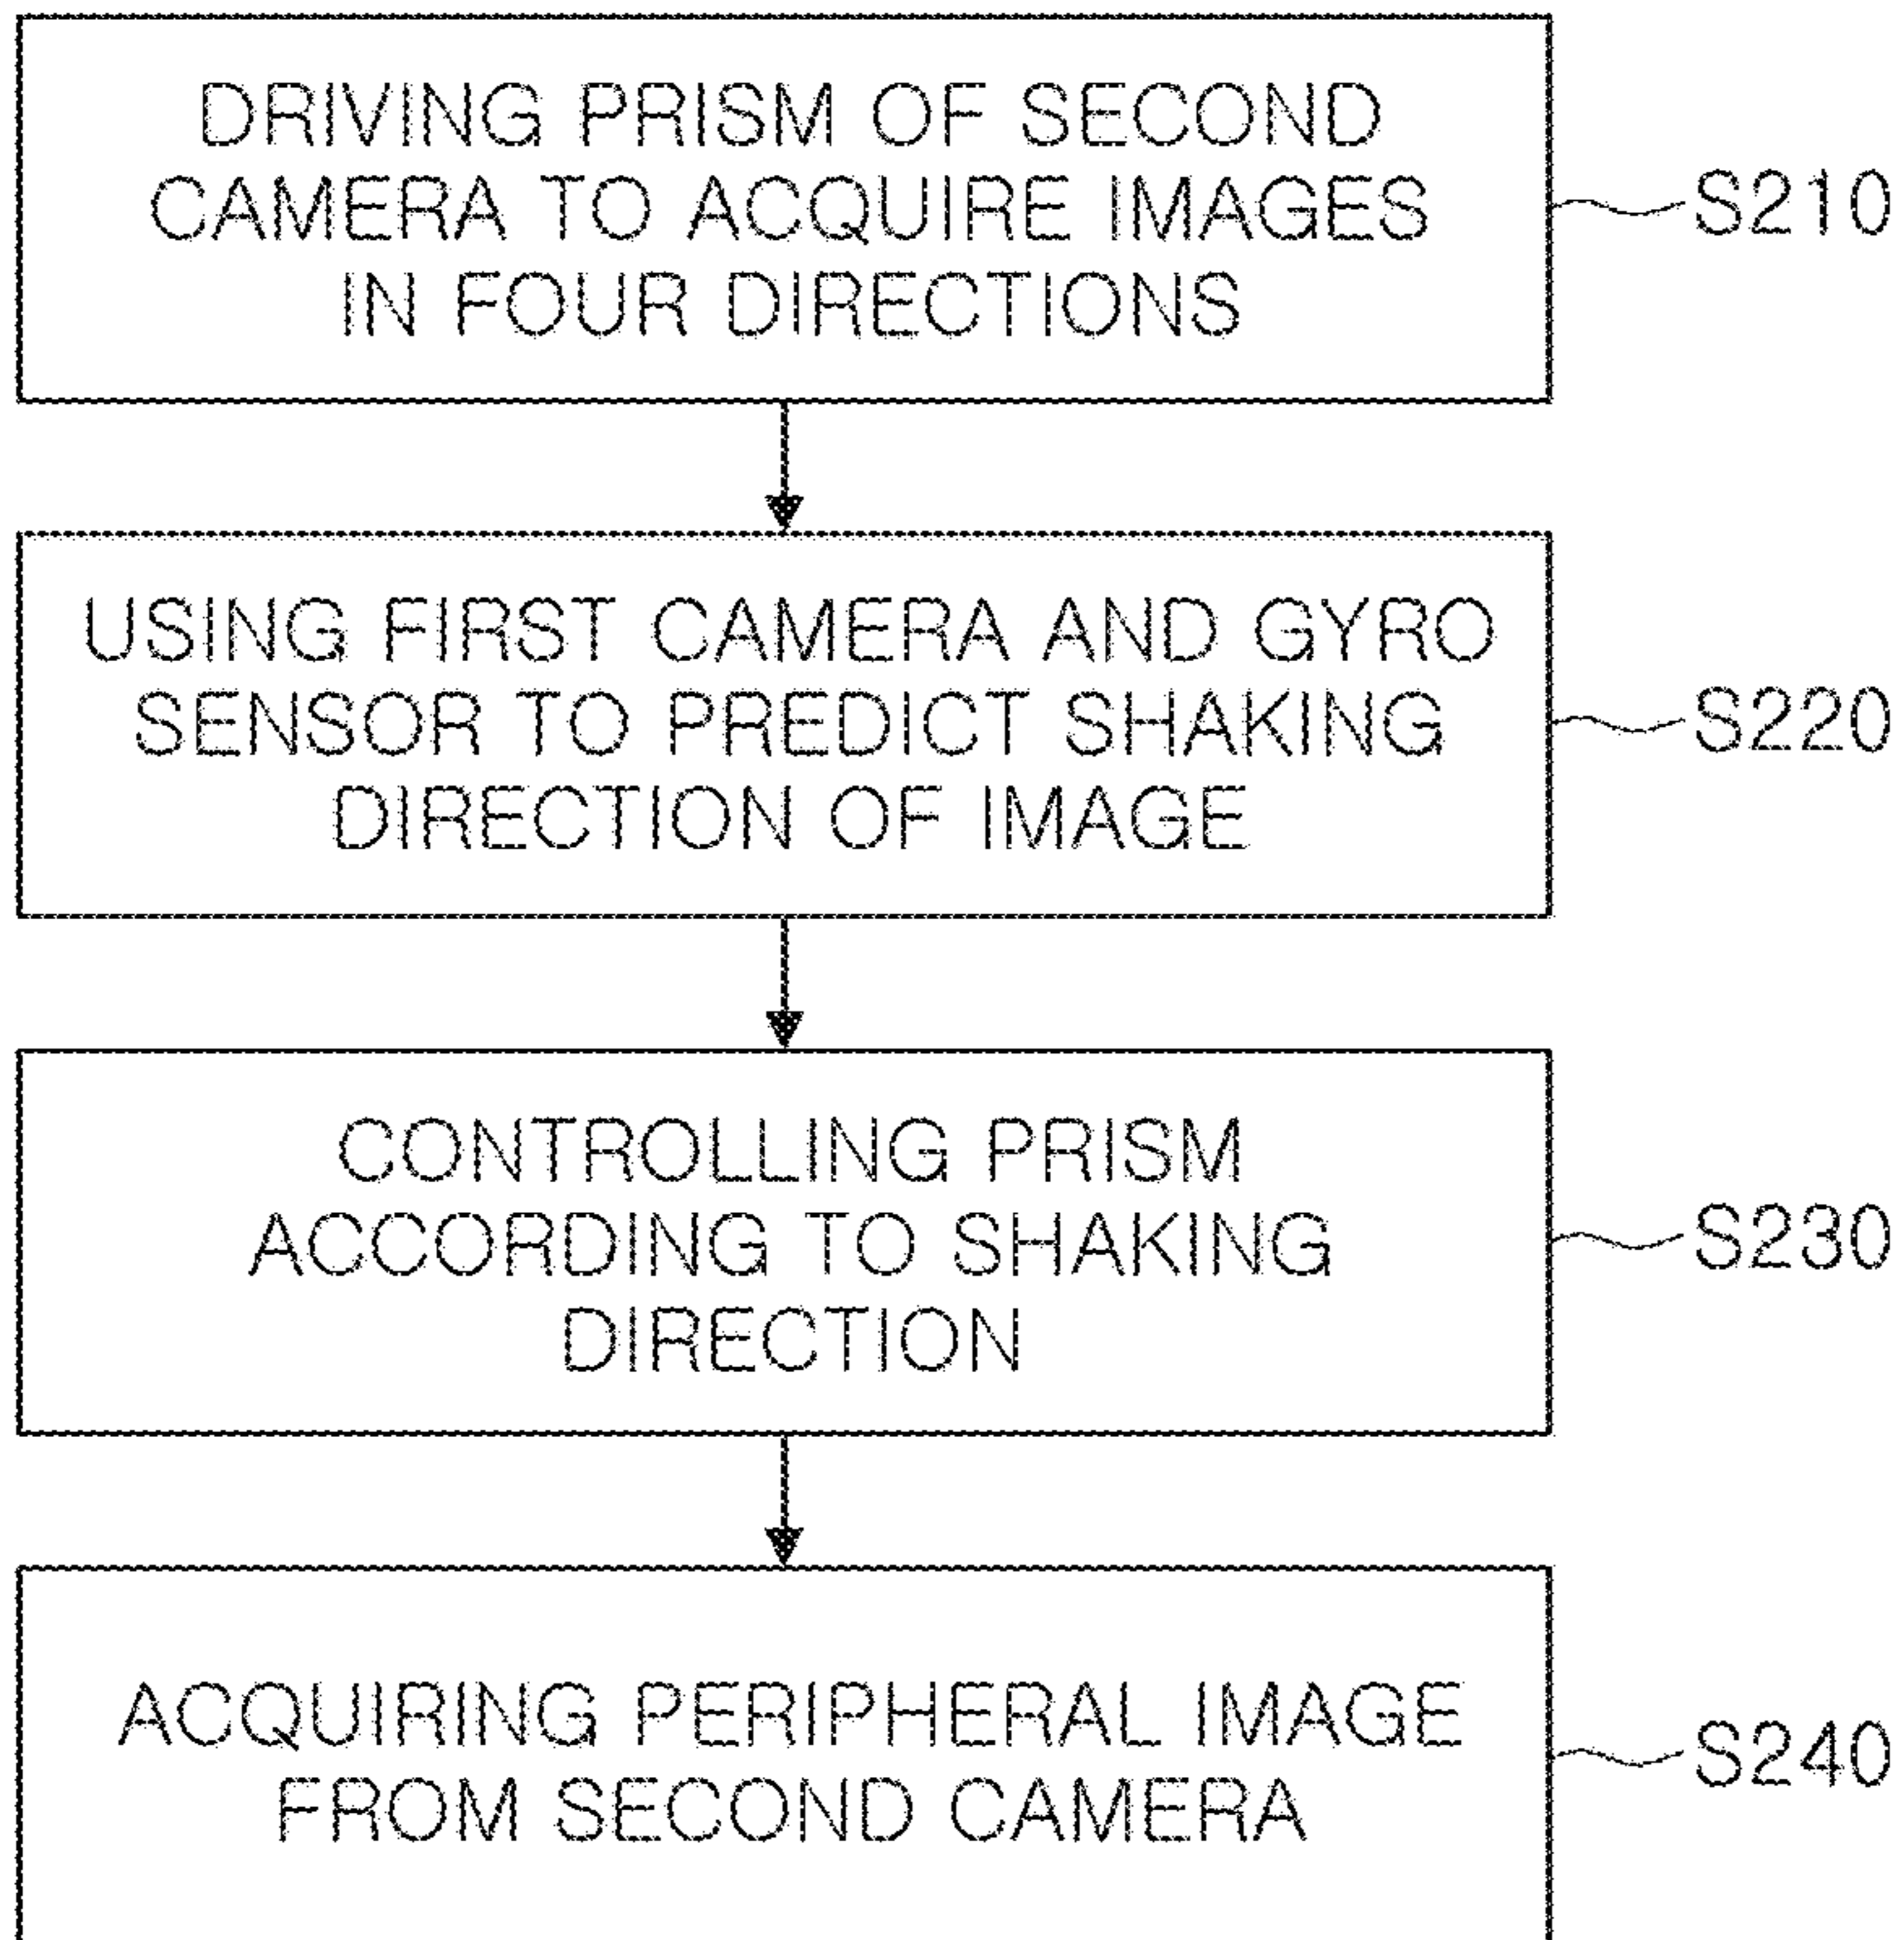 DRIVING PRISM OF SECOND
CAMERA TO ACQUIRE IMAGES
IN FOUR DIRECTIONS
S210
USING FIRST CAMERA AND GYRO
SENSOR TO PREDICT SHAKING
DIRECTION OF IMAGE
S220
CONTROLLING PRISM
ACCORDING TO SHAKING
DIRECTION
S230
ACQUIRING PERIPHERAL IMAGE
FROM SECOND CAMERA
S240